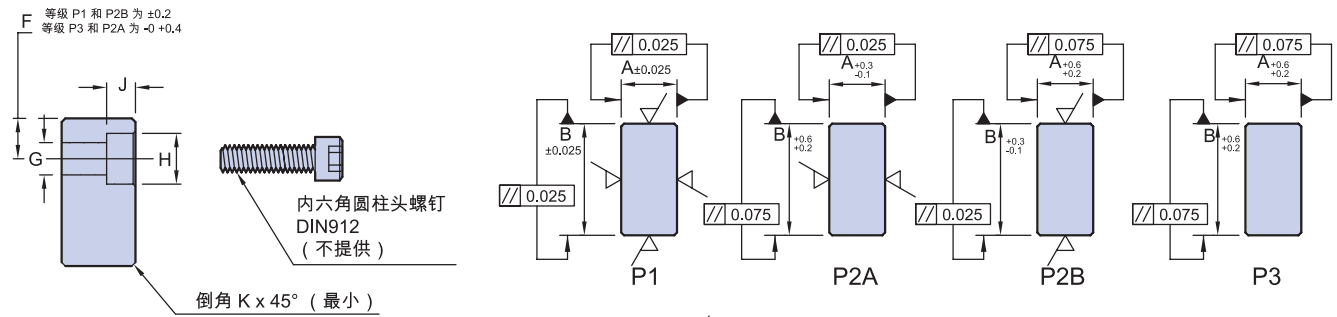 F
等级 P1 和 P2B 为 ±0.2
等级 P3 和 P2A 为 -0 +0.4
J
G
H
内六角圆柱头螺钉
DIN912
（不提供）
倒角 K x 45°（最小）
// 0.025
A±0.025
B
±0.025
// 0.025
P1
// 0.025
A +0.3
-0.1
B
+0.6
+0.2
// 0.075
P2A
// 0.075
A +0.6
+0.2
B
+0.3
-0.1
// 0.025
P2B
// 0.075
A +0.6
+0.2
B
+0.6
+0.2
// 0.075
P3